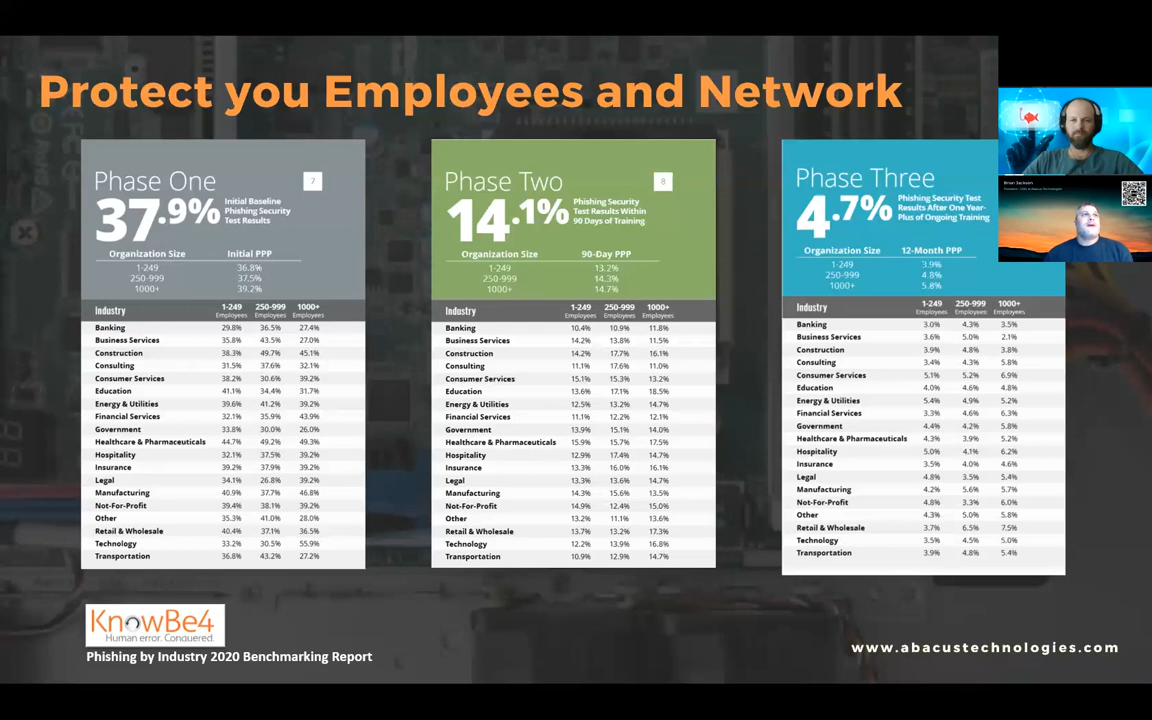 Protect you Employees and Network
Phase One
7
37.9%
Initial Baseline
Phishing Security
Test Results
Organization Size Initial PPP
1-249 36.8%
250-999 37.5%
1000+ 39.2%
Industry 1-249 Employees 250-999 Employees 1000+ Employees
Banking 29.8% 36.5% 27.4%
Business Services 35.8% 43.5% 27.0%
Construction 38.3% 49.7% 45.1%
Consulting 31.5% 37.6% 32.1%
Consumer Services 38.2% 30.6% 39.2%
Education 41.1% 34.4% 31.7%
Energy & Utilities 39.6% 41.2% 39.2%
Financial Services 32.1% 35.9% 43.9%
Government 33.8% 30.0% 26.0%
Healthcare & Pharmaceuticals 44.7% 49.2% 49.3%
Hospitality 32.1% 37.5% 39.2%
Insurance 39.2% 37.9% 39.2%
Legal 34.1% 26.8% 39.2%
Manufacturing 40.9% 37.7% 46.8%
Not-For-Profit 39.4% 38.1% 39.2%
Other 35.3% 41.0% 28.0%
Retail & Wholesale 40.4% 37.1% 36.5%
Technology 33.2% 30.5% 55.9%
Transportation 36.8% 43.2% 27.2%
Phase Two
8
14.1%
Phishing Security
Test Results Within
90 Days of Training
Organization Size 90-Day PPP
1-249 13.2%
250-999 14.3%
1000+ 14.7%
Industry 1-249 Employees 250-999 Employees 1000+ Employees
Banking 10.4% 10.9% 11.8%
Business Services 14.2% 13.8% 11.5%
Construction 14.2% 17.7% 16.1%
Consulting 11.1% 17.6% 11.0%
Consumer Services 15.1% 15.3% 13.2%
Education 13.6% 17.1% 18.5%
Energy & Utilities 12.5% 13.2% 14.7%
Financial Services 11.1% 12.2% 12.1%
Government 13.9% 15.1% 14.0%
Healthcare & Pharmaceuticals 15.9% 15.7% 17.5%
Hospitality 12.9% 17.4% 14.7%
Insurance 13.3% 16.0% 16.1%
Legal 13.3% 13.6% 14.7%
Manufacturing 14.3% 15.6% 13.5%
Not-For-Profit 14.9% 12.4% 15.0%
Other 13.2% 11.1% 13.6%
Retail & Wholesale 13.7% 13.2% 17.3%
Technology 12.2% 13.9% 16.8%
Transportation 10.9% 12.9% 14.7%
Phase Three
4.7%
Phishing Security Test
Results After One Year-
Plus of Ongoing Training
Organization Size 12-Month PPP
1-249 3.9%
250-999 4.8%
1000+ 5.8%
Industry 1-249 Employees 250-999 Employees 1000+ Employees
Banking 3.0% 4.3% 3.5%
Business Services 3.6% 5.0% 2.1%
Construction 3.9% 4.8% 3.8%
Consulting 3.4% 4.3% 5.8%
Consumer Services 5.1% 5.2% 6.9%
Education 4.0% 4.6% 4.8%
Energy & Utilities 5.4% 4.9% 5.2%
Financial Services 3.3% 4.6% 6.3%
Government 4.4% 4.2% 5.8%
Healthcare & Pharmaceuticals 4.3% 3.9% 5.2%
Hospitality 5.0% 4.1% 6.2%
Insurance 3.5% 4.0% 4.6%
Legal 4.8% 3.5% 5.4%
Manufacturing 4.2% 5.6% 5.7%
Not-For-Profit 4.8% 3.3% 6.0%
Other 4.3% 5.0% 5.8%
Retail & Wholesale 3.7% 6.5% 7.5%
Technology 3.5% 4.5% 5.0%
Transportation 3.9% 4.8% 5.4%
Brian Jackson
KnowBe4
Human error. Conquered.
Phishing by Industry 2020 Benchmarking Report
www.abacustechnologies.com